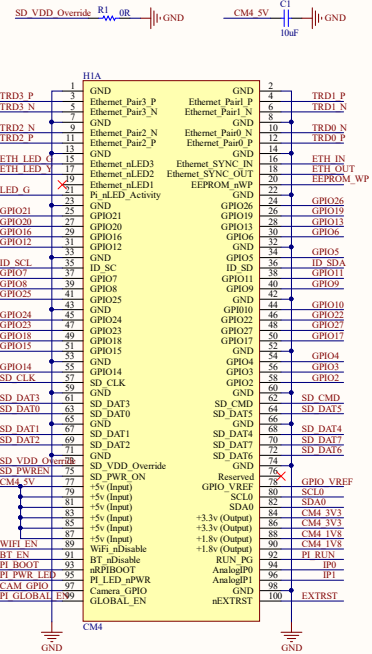 SD_VDD_Override R1 0R GND
CM4_5V C1 10uF GND
H1A
1 GND GND 2
TRD3_P 3 Ethernet_Pair3_P Ethernet_Pair1_P 4 TRD1_P
TRD3_N 5 Ethernet_Pair3_N Ethernet_Pair1_N 6 TRD1_N
7 GND GND 8
TRD2_N 9 Ethernet_Pair2_N Ethernet_Pair0_N 10 TRD0_N
TRD2_P 11 Ethernet_Pair2_P Ethernet_Pair0_P 12 TRD0_P
13 GND GND 14
ETH_LED_G 15 Ethernet_nLED3 Ethernet_SYNC_IN 16 ETH_IN
ETH_LED_Y 17 Ethernet_nLED2 Ethernet_SYNC_OUT 18 ETH_OUT
19 Ethernet_nLED1 EEPROM_nWP 20 EEPROM_WP
LED_G 21 Pi_nLED_Activity GND 22
23 GND GPIO26 24 GPIO26
GPIO21 25 GPIO21 GPIO19 26 GPIO19
GPIO20 27 GPIO20 GPIO13 28 GPIO13
GPIO16 29 GPIO16 GPIO6 30 GPIO6
GPIO12 31 GPIO12 GND 32
33 GND GPIO5 34 GPIO5
ID_SCL 35 ID_SC ID_SD 36 ID_SDA
GPIO7 37 GPIO7 GPIO11 38 GPIO11
GPIO8 39 GPIO8 GPIO9 40 GPIO9
GPIO25 41 GPIO25 GND 42
43 GND GPIO10 44 GPIO10
GPIO24 45 GPIO24 GPIO22 46 GPIO22
GPIO23 47 GPIO23 GPIO27 48 GPIO27
GPIO18 49 GPIO18 GPIO17 50 GPIO17
GPIO15 51 GPIO15 GND 52
53 GND GPIO4 54 GPIO4
GPIO14 55 GPIO14 GPIO3 56 GPIO3
SD_CLK 57 SD_CLK GPIO2 58 GPIO2
59 GND GND 60
SD_DAT3 61 SD_DAT3 SD_CMD 62 SD_CMD
SD_DAT0 63 SD_DAT0 SD_DAT5 64 SD_DAT5
65 GND GND 66
SD_DAT1 67 SD_DAT1 SD_DAT4 68 SD_DAT4
SD_DAT2 69 SD_DAT2 SD_DAT7 70 SD_DAT7
71 GND SD_DAT6 72 SD_DAT6
SD_VDD_Override 73 SD_VDD_Override GND 74
SD_PWREN 75 SD_PWR_ON Reserved 76
CM4_5V 77 +5v (Input) GPIO_VREF 78 GPIO_VREF
79 +5v (Input) SCL0 80 SCL0
81 +5v (Input) SDA0 82 SDA0
83 +5v (Input) +3.3v (Output) 84 CM4_3V3
85 +5v (Input) +3.3v (Output) 86 CM4_3V3
87 +5v (Input) +1.8v (Output) 88 CM4_1V8
WIFI_EN 89 WiFi_nDisable +1.8v (Output) 90 CM4_1V8
BT_EN 91 BT_nDisable RUN_PG 92 PI_RUN
PI_BOOT 93 nRPIBOOT AnalogIP0 94 IP0
PI_PWR_LED 95 PI_LED_nPWR AnalogIP1 96 IP1
CAM_GPIO 97 Camera_GPIO GND 98
PI_GLOBAL_EN 99 GLOBAL_EN nEXTRST 100 EXTRST
CM4
GND GND